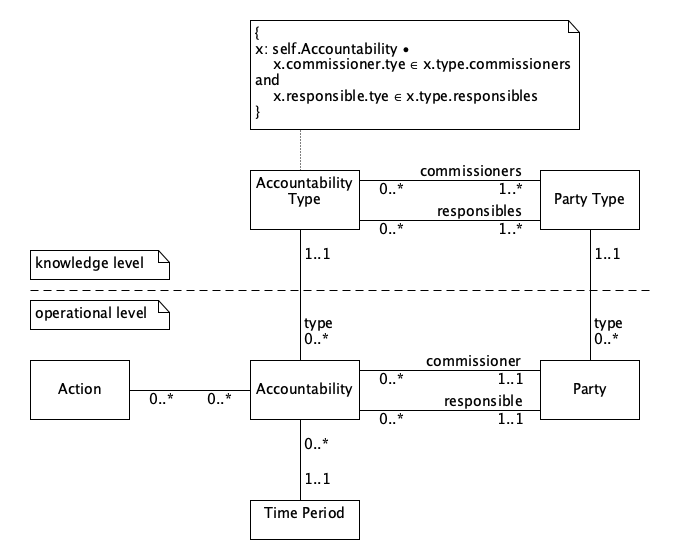 {
x: self.Accountability •
x.commissioner.tye ∈ x.type.commissioners
and
x.responsible.tye ∈ x.type.responsibles
}
Accountability
Type
commissioners
0..*
1..*
responsibles
0..*
1..*
Party Type
knowledge level
1..1
1..1
operational level
type
0..*
type
0..*
Action
0..*
0..*
Accountability
commissioner
0..*
1..1
responsible
0..*
1..1
Party
0..*
1..1
Time Period